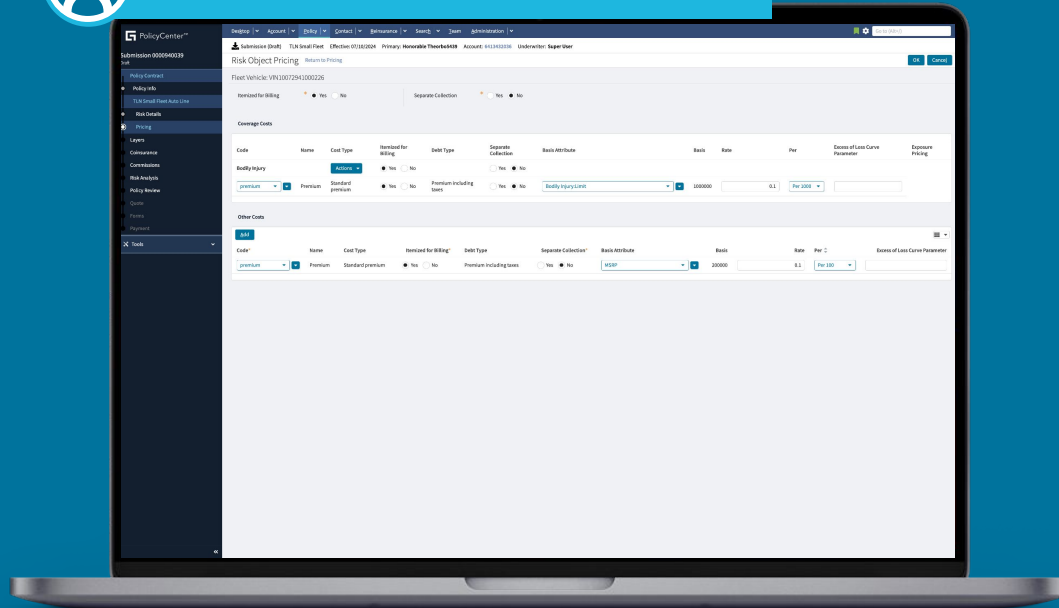 PolicyCenter™
Desktop Account Policy Contact Reinsurance Search Team Administration
Go to (Alt+/)
Submission 0000940039
Draft
Submission (Draft) TLN Small Fleet Effective: 07/10/2024 Primary: Honorable Theorbo5439 Account: 6413432036 Underwriter: Super User
Risk Object Pricing Return to Pricing
OK Cancel
Policy Contract
Policy Info
TLN Small Fleet Auto Line
Risk Details
Pricing
Layers
Coinsurance
Commissions
Risk Analysis
Policy Review
Quote
Forms
Payment
Tools
Fleet Vehicle: VIN10072941000226
Itemized for Billing * Yes No Separate Collection * Yes No
Coverage Costs
Code Name Cost Type Itemized for Billing Debt Type Separate Collection Basis Attribute Basis Rate Per Excess of Loss Curve Parameter Exposure Pricing
Bodily Injury Actions Yes No Yes No
premium Premium Standard premium Yes No Premium including taxes Yes No Bodily Injury.Limit 1000000 0.1 Per 1000
Other Costs
Add
Code* Name Cost Type Itemized for Billing* Debt Type Separate Collection* Basis Attribute Basis Rate Per Excess of Loss Curve Parameter
premium Premium Standard premium Yes No Premium including taxes Yes No MSRP 200000 0.1 Per 100